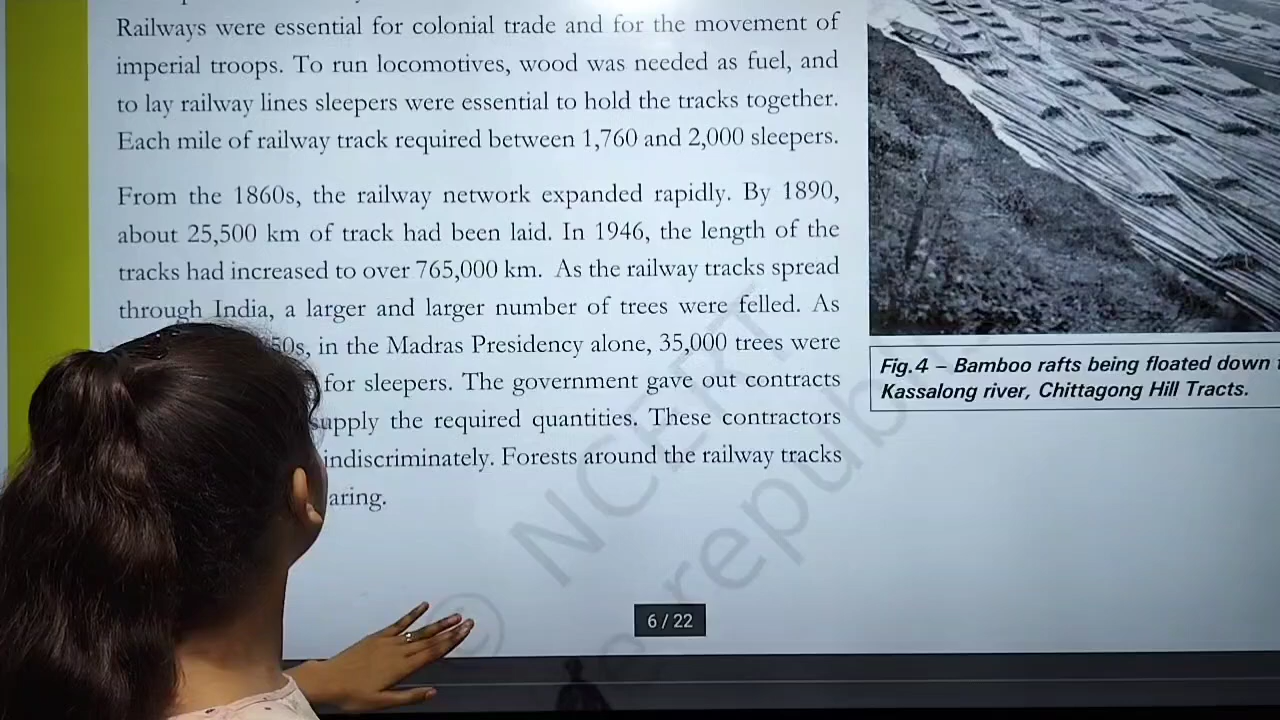 Railways were essential for colonial trade and for the movement of
imperial troops. To run locomotives, wood was needed as fuel, and
to lay railway lines sleepers were essential to hold the tracks together.
Each mile of railway track required between 1,760 and 2,000 sleepers.
From the 1860s, the railway network expanded rapidly. By 1890,
about 25,500 km of track had been laid. In 1946, the length of the
tracks had increased to over 765,000 km. As the railway tracks spread
through India, a larger and larger number of trees were felled. As
50s, in the Madras Presidency alone, 35,000 trees were
for sleepers. The government gave out contracts
supply the required quantities. These contractors
indiscriminately. Forests around the railway tracks
aring.
Fig.4 – Bamboo rafts being floated down
Kassalong river, Chittagong Hill Tracts.
© NCERT
republ
6 / 22